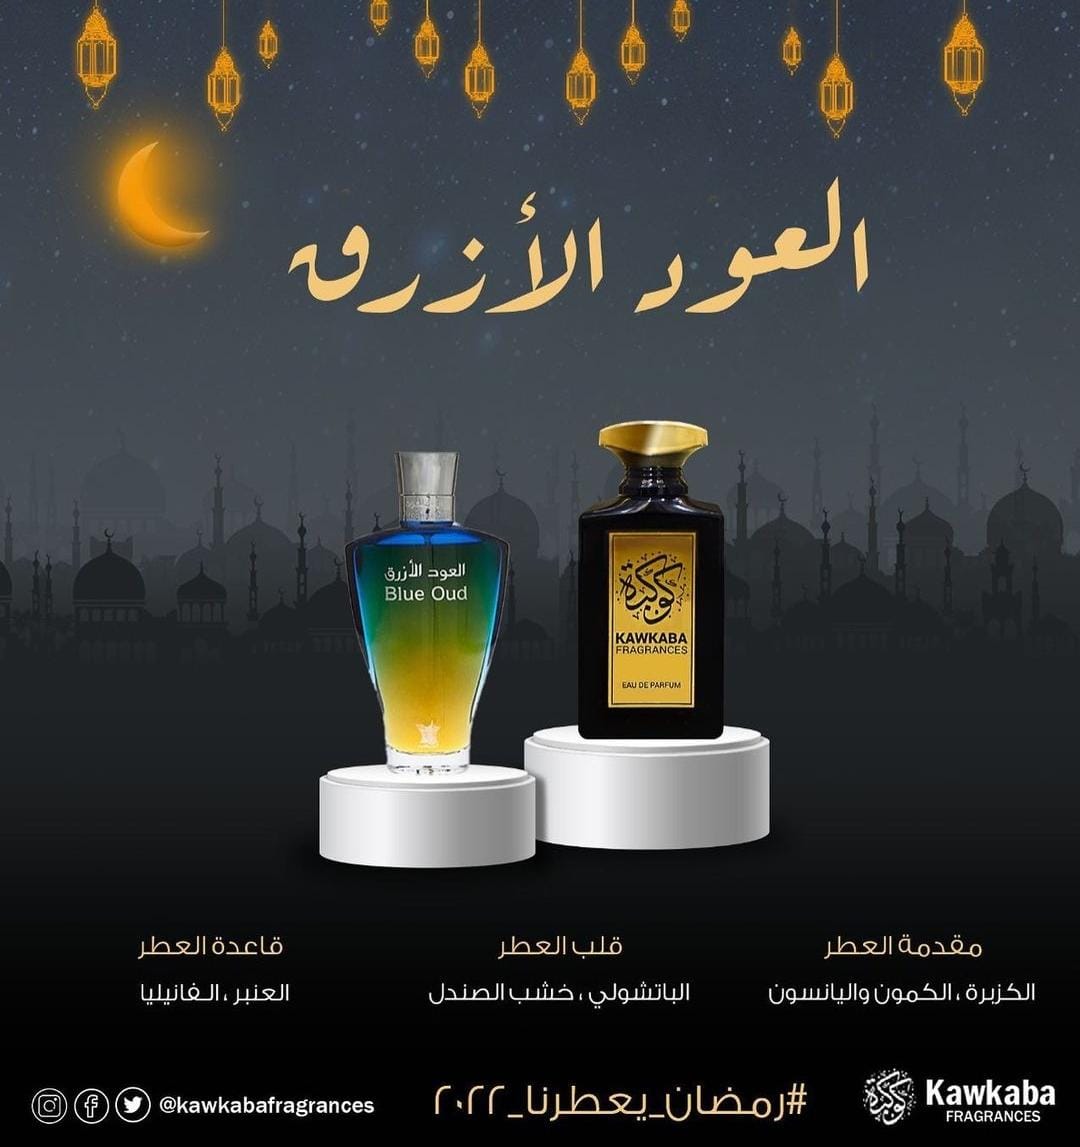 العود الأزرق
العود الأزرق
Blue Oud
كوكبة
KAWKABA
FRAGRANCES
EAU DE PARFUM
مقدمة العطر
الكزبرة ، الكمون واليانسون
قلب العطر
الباتشولي ، خشب الصندل
قاعدة العطر
العنبر ، الفانيليا
@kawkabafragrances
#رمضان_يعطرنا_٢٠٢٢
كوكبة
Kawkaba
FRAGRANCES